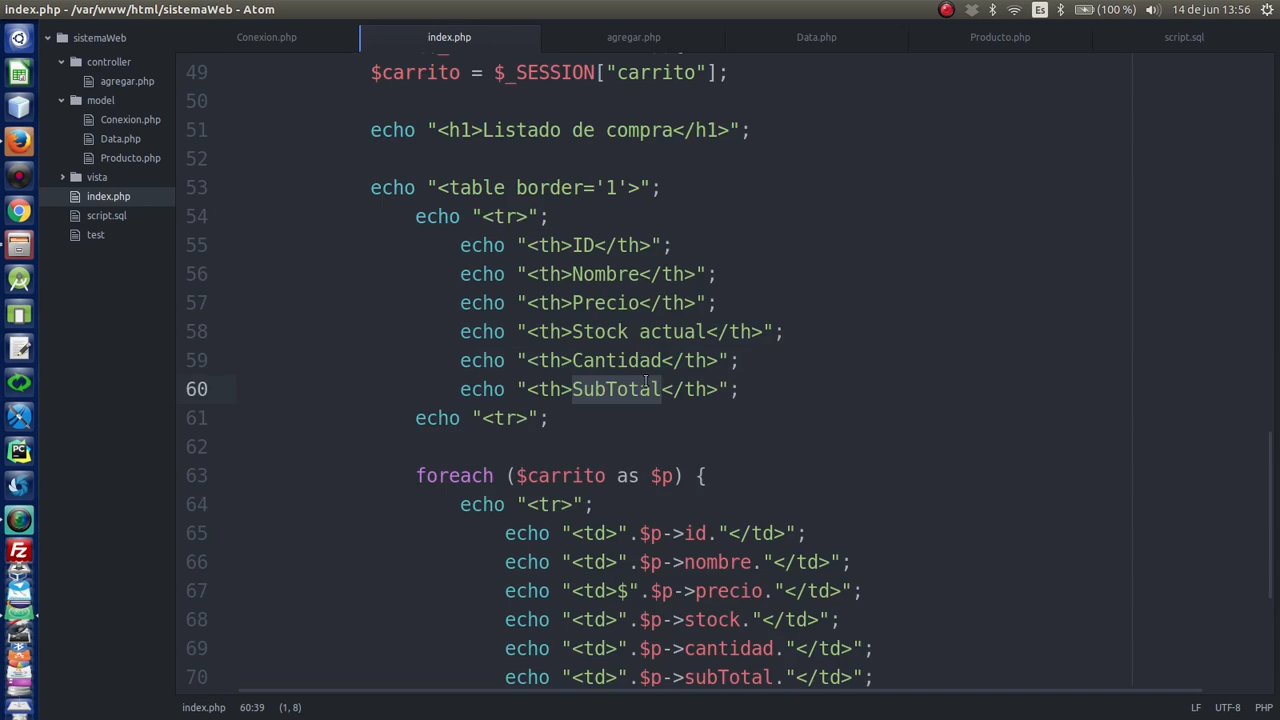 index.php - /var/www/html/sistemaWeb - Atom
Es
(100 %)
14 de jun 13:56
sistemaWeb
controller
agregar.php
model
Conexion.php
Data.php
Producto.php
vista
index.php
script.sql
test
Conexion.php
index.php
agregar.php
Data.php
Producto.php
script.sql
49 $carrito = $_SESSION["carrito"];
50
51 echo "<h1>Listado de compra</h1>";
52
53 echo "<table border='1'>";
54 echo "<tr>";
55 echo "<th>ID</th>";
56 echo "<th>Nombre</th>";
57 echo "<th>Precio</th>";
58 echo "<th>Stock actual</th>";
59 echo "<th>Cantidad</th>";
60 echo "<th>SubTotal</th>";
61 echo "<tr>";
62
63 foreach ($carrito as $p) {
64 echo "<tr>";
65 echo "<td>".$p->id."</td>";
66 echo "<td>".$p->nombre."</td>";
67 echo "<td>$".$p->precio."</td>";
68 echo "<td>".$p->stock."</td>";
69 echo "<td>".$p->cantidad."</td>";
70 echo "<td>".$p->subTotal."</td>";
index.php 60:39 (1, 8)
LF UTF-8 PHP
PC
Fz